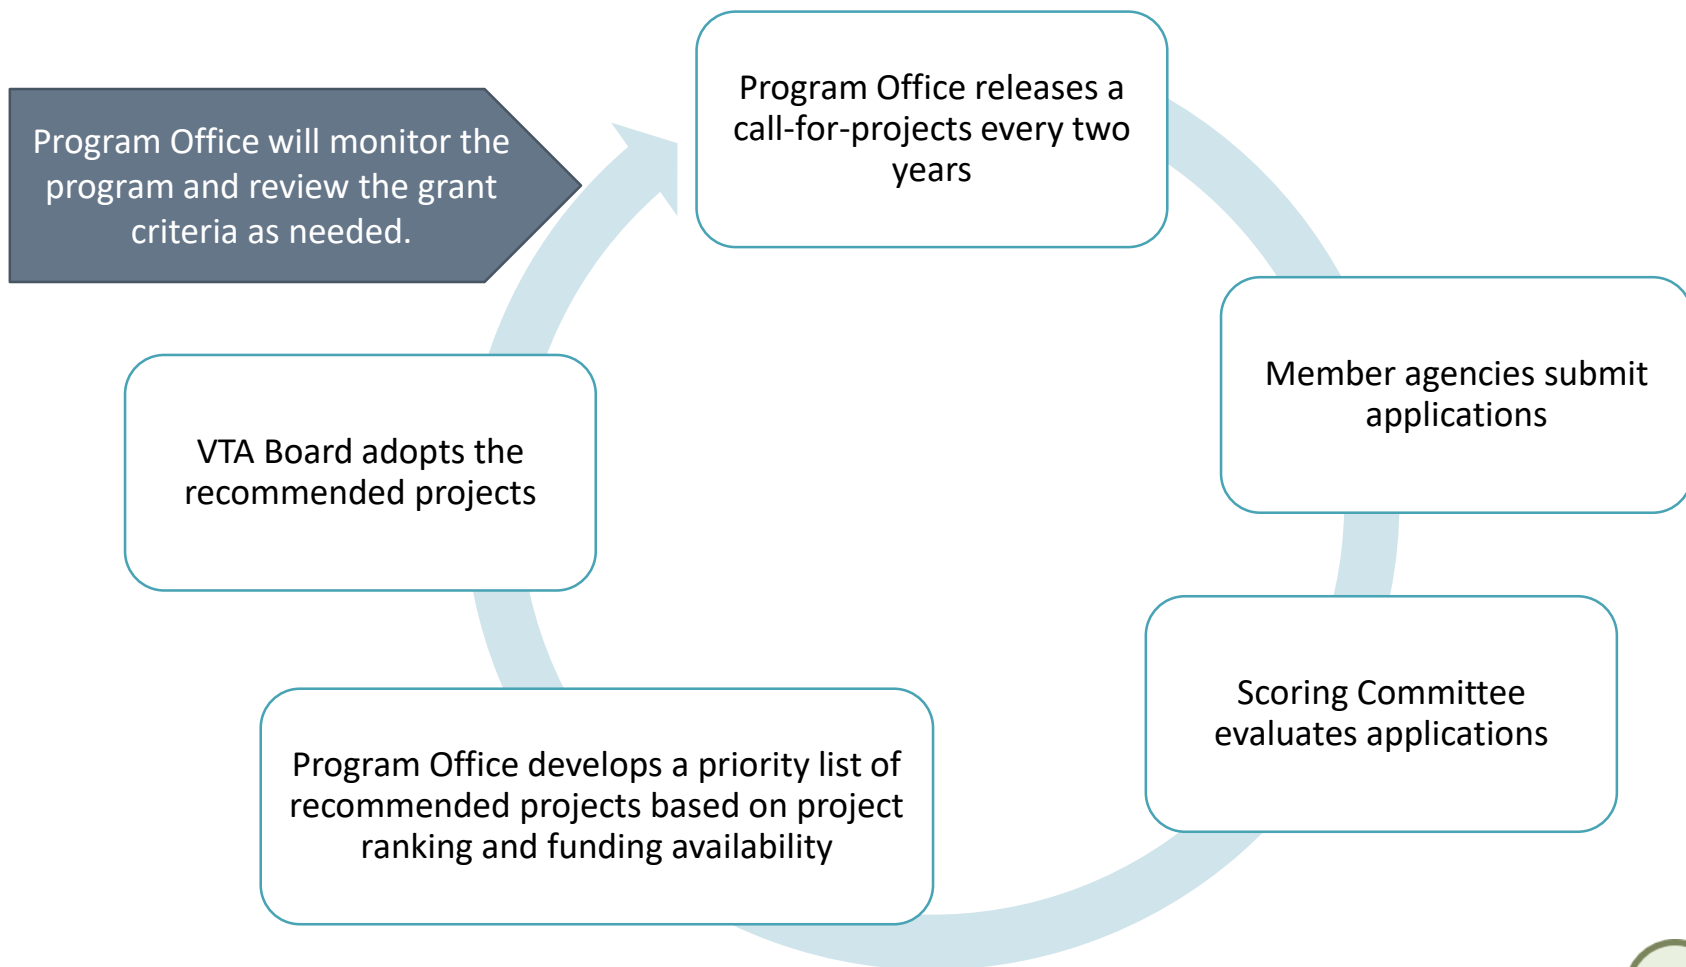 Program Office releases a
call-for-projects every two
years
Program Office will monitor the
program and review the grant
criteria as needed.
Member agencies submit
applications
VTA Board adopts the
recommended projects
Scoring Committee
evaluates applications
Program Office develops a priority list of
recommended projects based on project
ranking and funding availability